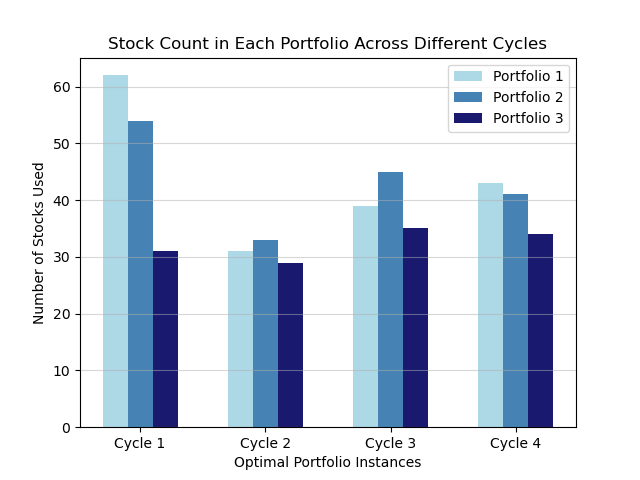 Stock Count in Each Portfolio Across Different Cycles
Portfolio 1
Portfolio 2
Portfolio 3
Number of Stocks Used
60
50
40
30
20
10
0
Cycle 1 Cycle 2 Cycle 3 Cycle 4
Optimal Portfolio Instances